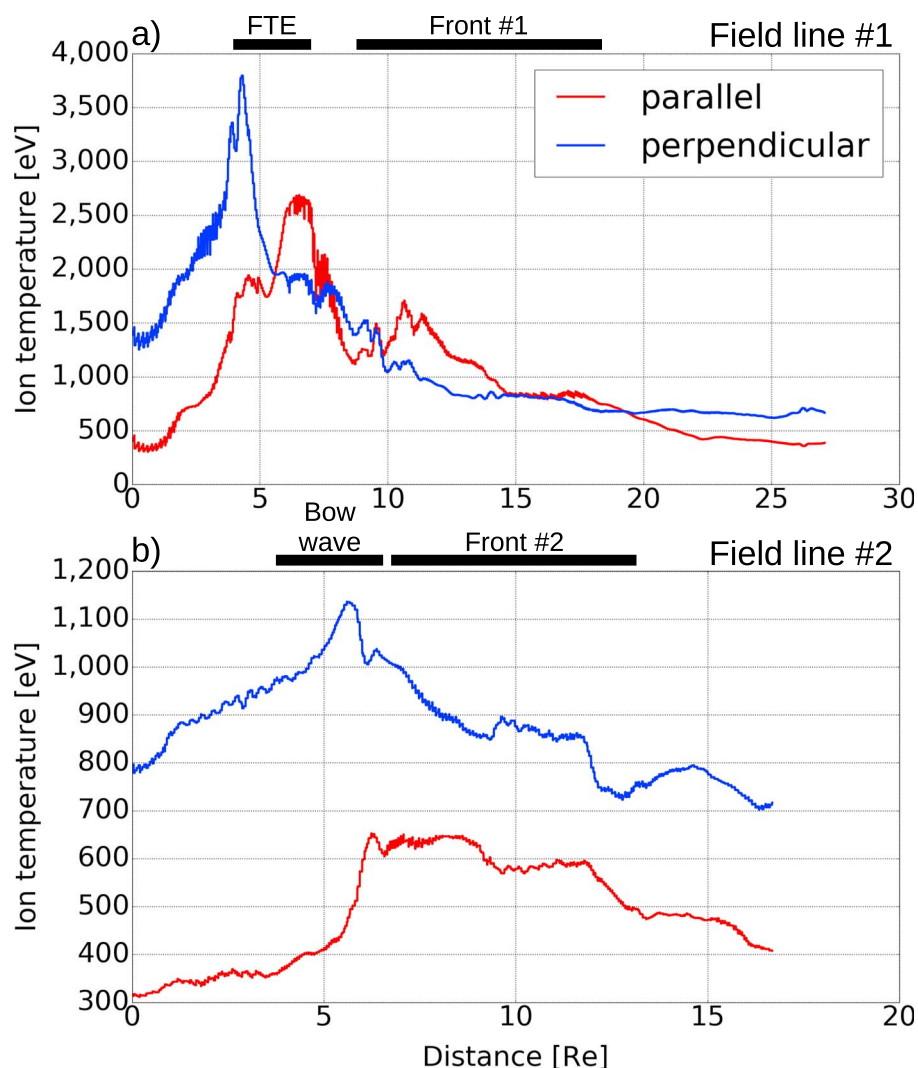 a)
FTE
Front #1
Field line #1
4,000
3,500
3,000
2,500
2,000
1,500
1,000
500
0
Ion temperature [eV]
parallel
perpendicular
0 5 10 15 20 25 30
b)
Bow
wave
Front #2
Field line #2
1,200
1,100
1,000
900
800
700
600
500
400
300
Ion temperature [eV]
0 5 10 15 20
Distance [Re]